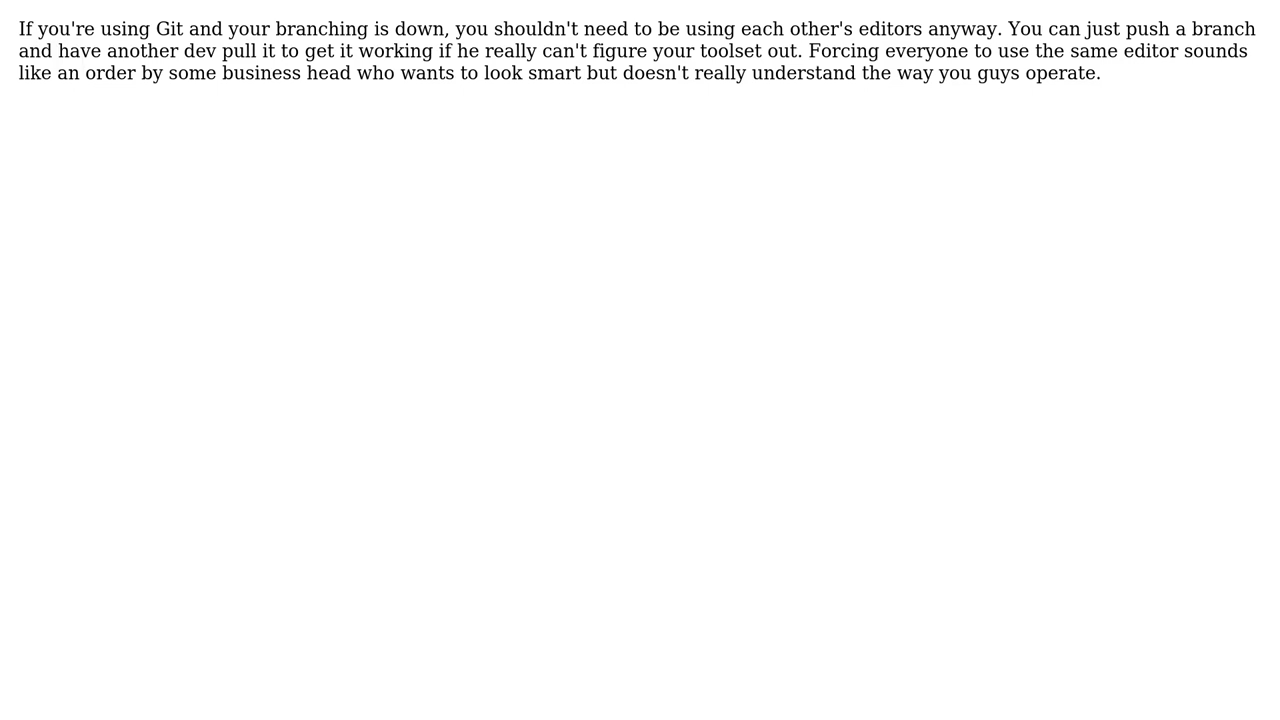 If you're using Git and your branching is down, you shouldn't need to be using each other's editors anyway. You can just push a branch
and have another dev pull it to get it working if he really can't figure your toolset out. Forcing everyone to use the same editor sounds
like an order by some business head who wants to look smart but doesn't really understand the way you guys operate.